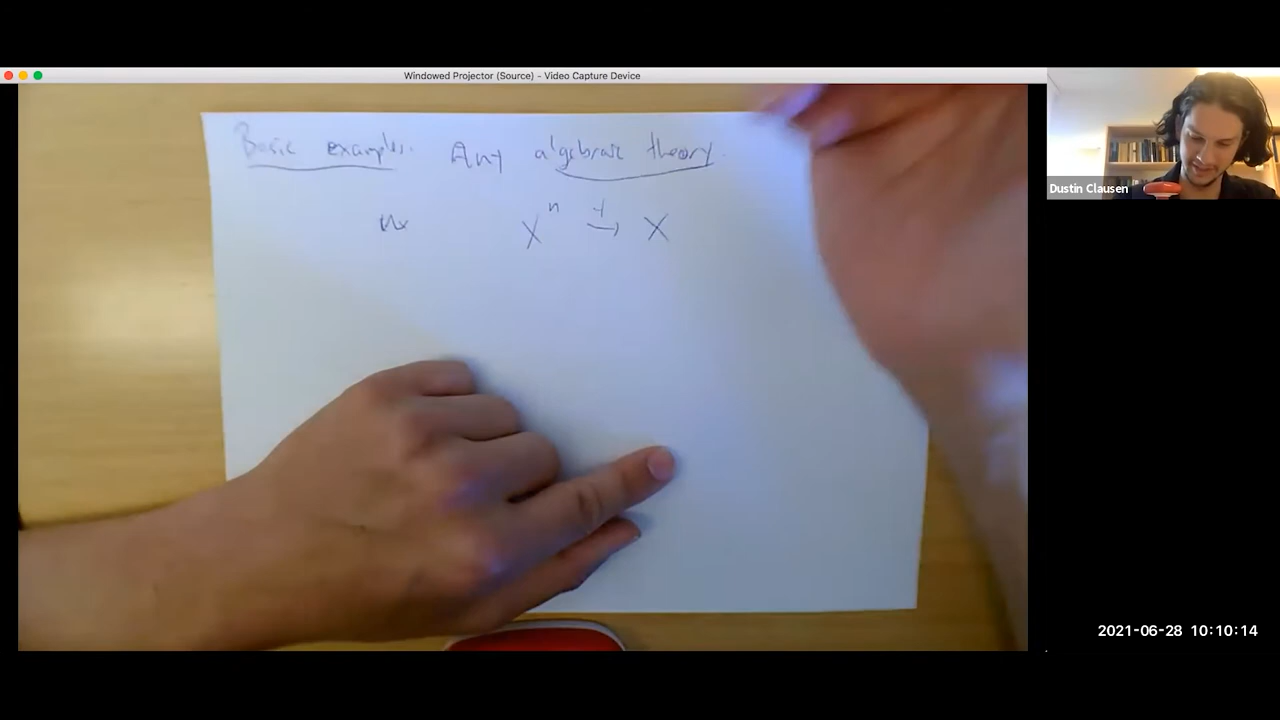 Windowed Projector (Source) - Video Capture Device
Basic examples. Any algebraic theory.
X^n → X
Dustin Clausen
2021-06-28 10:10:14